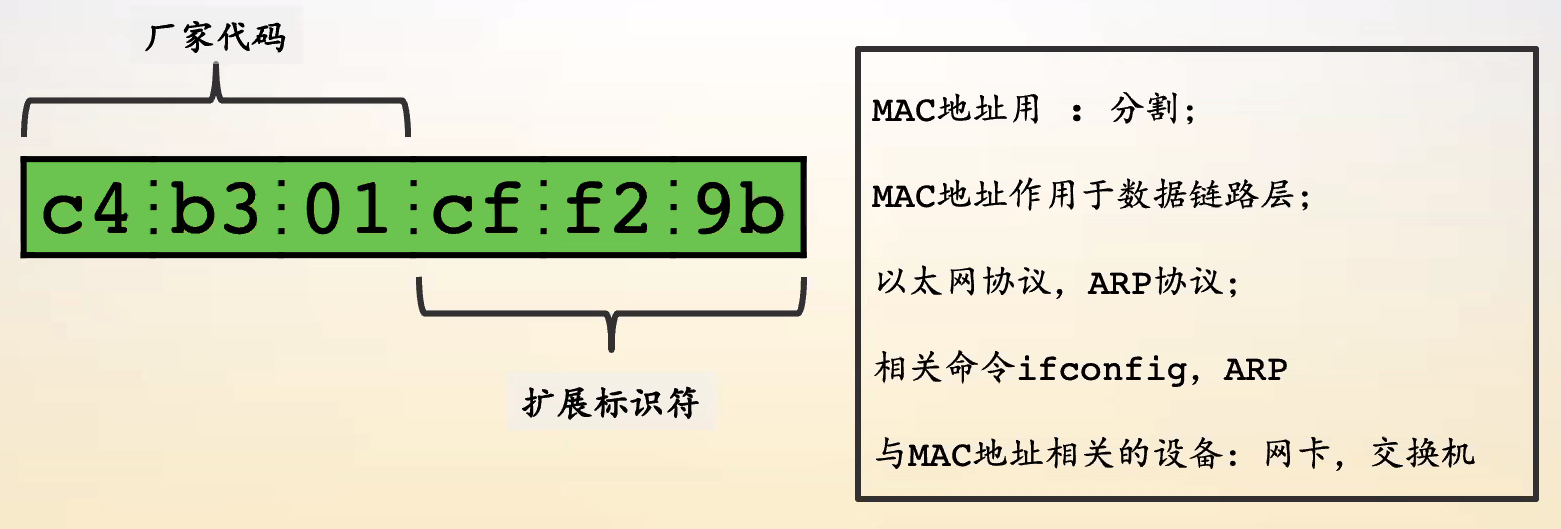 厂家代码
c4:b3:01:cf:f2:9b
扩展标识符
MAC地址用 : 分割;
MAC地址作用于数据链路层;
以太网协议, ARP协议;
相关命令ifconfig, ARP
与MAC地址相关的设备: 网卡, 交换机